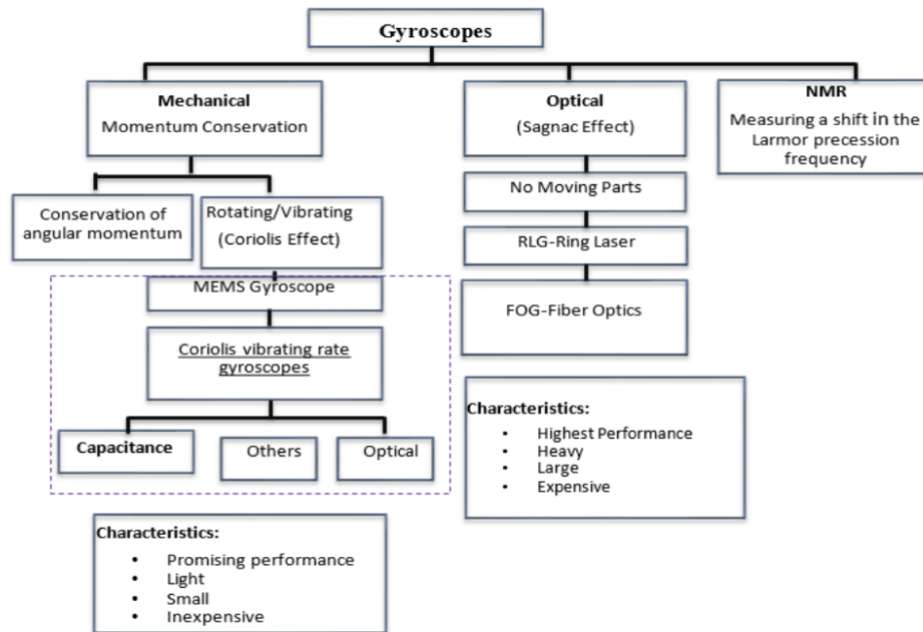 Gyroscopes
Mechanical
Momentum Conservation
Optical
(Sagnac Effect)
NMR
Measuring a shift in the
Larmor precession
frequency
Conservation of
angular momentum
Rotating/Vibrating
(Coriolis Effect)
No Moving Parts
RLG-Ring Laser
FOG-Fiber Optics
MEMS Gyroscope
Coriolis vibrating rate
gyroscopes
Capacitance
Others
Optical
Characteristics:
• Highest Performance
• Heavy
• Large
• Expensive
Characteristics:
• Promising performance
• Light
• Small
• Inexpensive